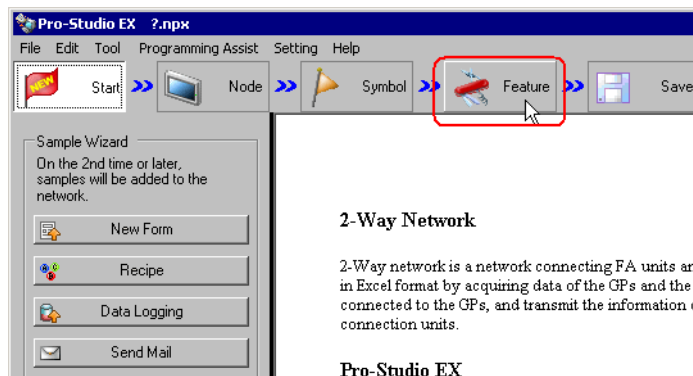 Pro-Studio EX ?.npx
File Edit Tool Programming Assist Setting Help
NEW Start Node Symbol Feature Save
Sample Wizard
On the 2nd time or later,
samples will be added to the
network.
New Form
Recipe
Data Logging
Send Mail
2-Way Network
2-Way network is a network connecting FA units
in Excel format by acquiring data of the GPs and the
connected to the GPs, and transmit the information
connection units.
Pro-Studio EX